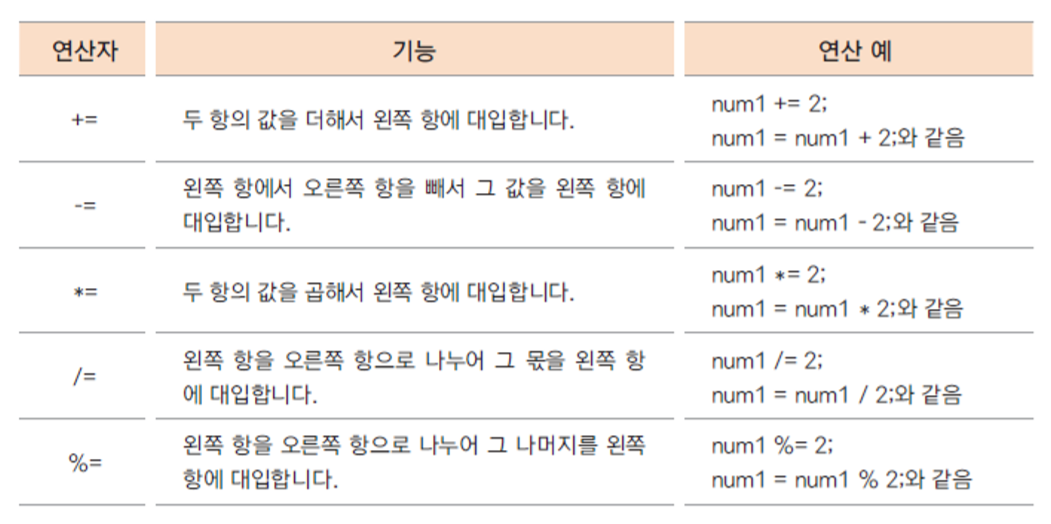 연산자 기능 연산 예
+= 두 항의 값을 더해서 왼쪽 항에 대입합니다. num1 += 2;
num1 = num1 + 2;와 같음
-= 왼쪽 항에서 오른쪽 항을 빼서 그 값을 왼쪽 항에
대입합니다.
num1 -= 2;
num1 = num1 - 2;와 같음
*= 두 항의 값을 곱해서 왼쪽 항에 대입합니다. num1 *= 2;
num1 = num1 * 2;와 같음
/= 왼쪽 항을 오른쪽 항으로 나누어 그 몫을 왼쪽 항
에 대입합니다.
num1 /= 2;
num1 = num1 / 2;와 같음
%= 왼쪽 항을 오른쪽 항으로 나누어 그 나머지를 왼쪽
항에 대입합니다.
num1 %= 2;
num1 = num1 % 2;와 같음